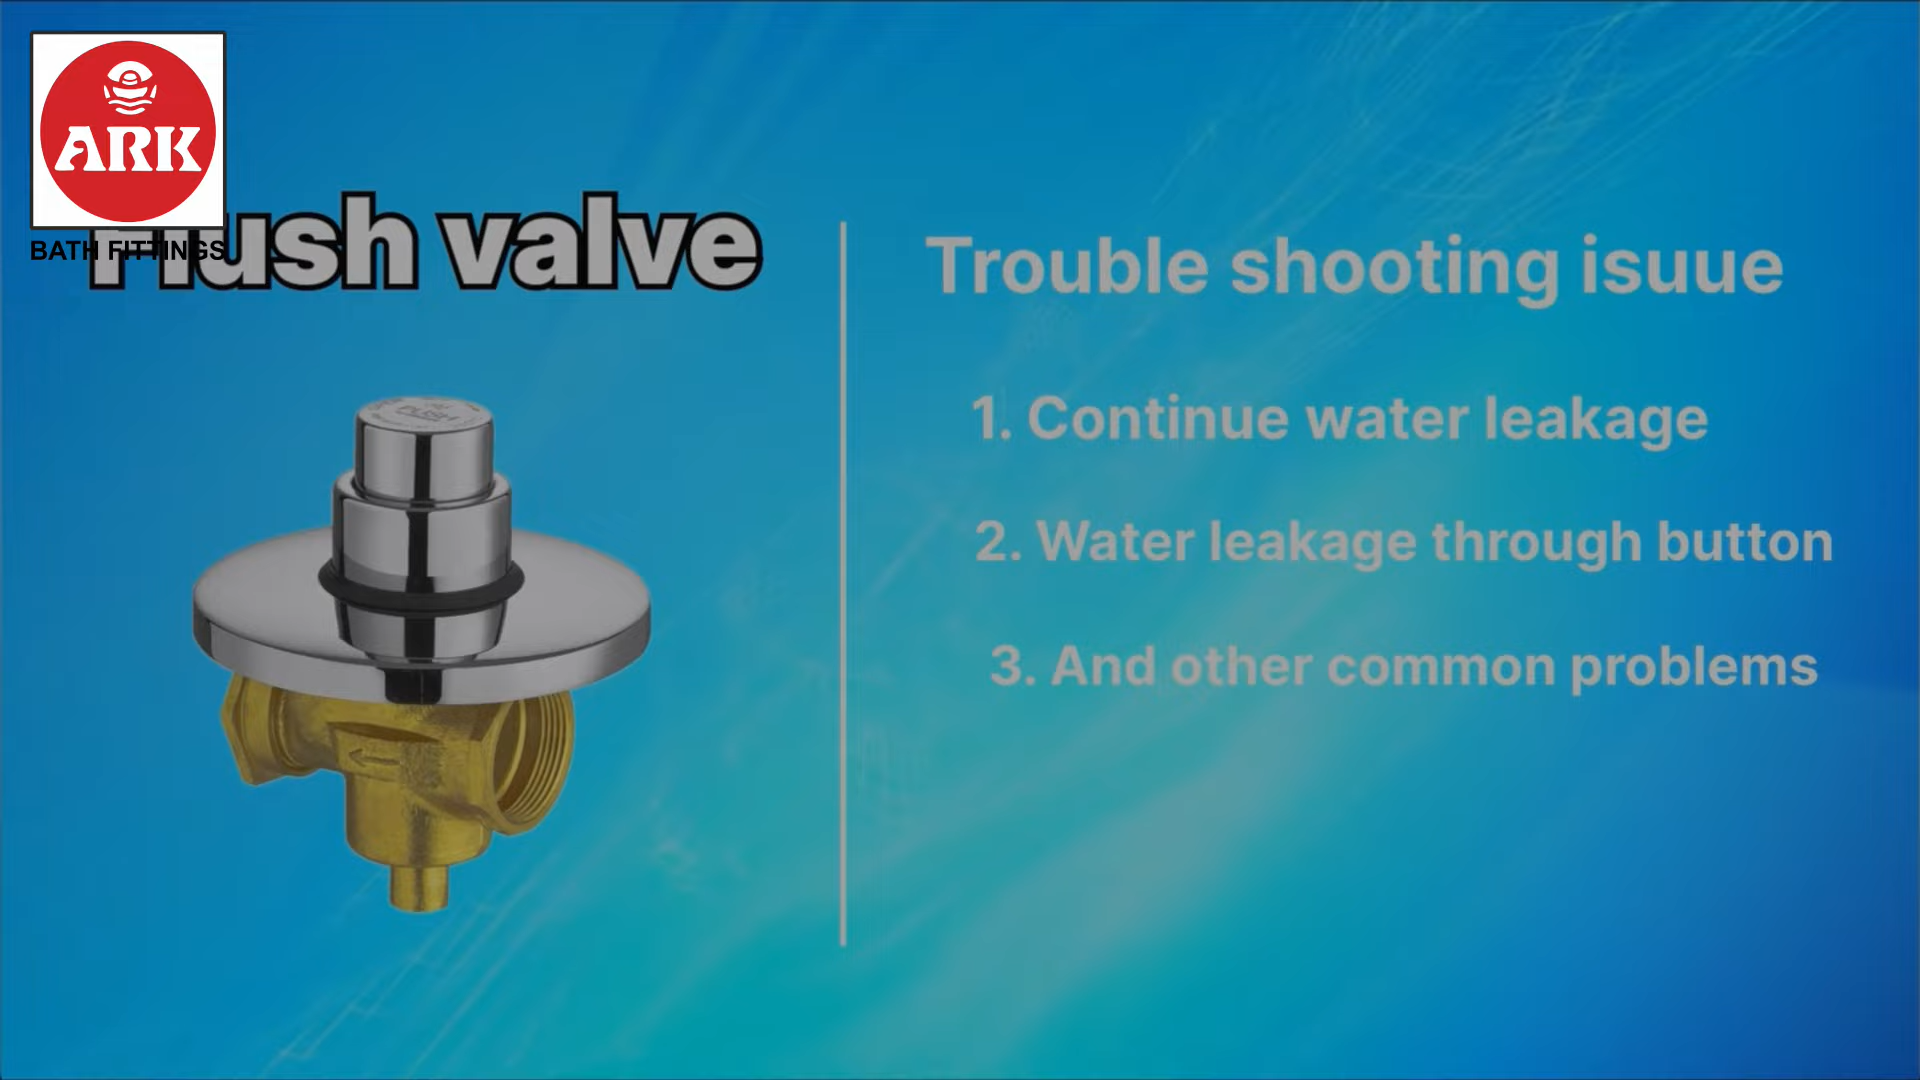 ARK
BATH FITTINGS
Flush valve
PUSH
Trouble shooting isuue
1. Continue water leakage
2. Water leakage through button
3. And other common problems